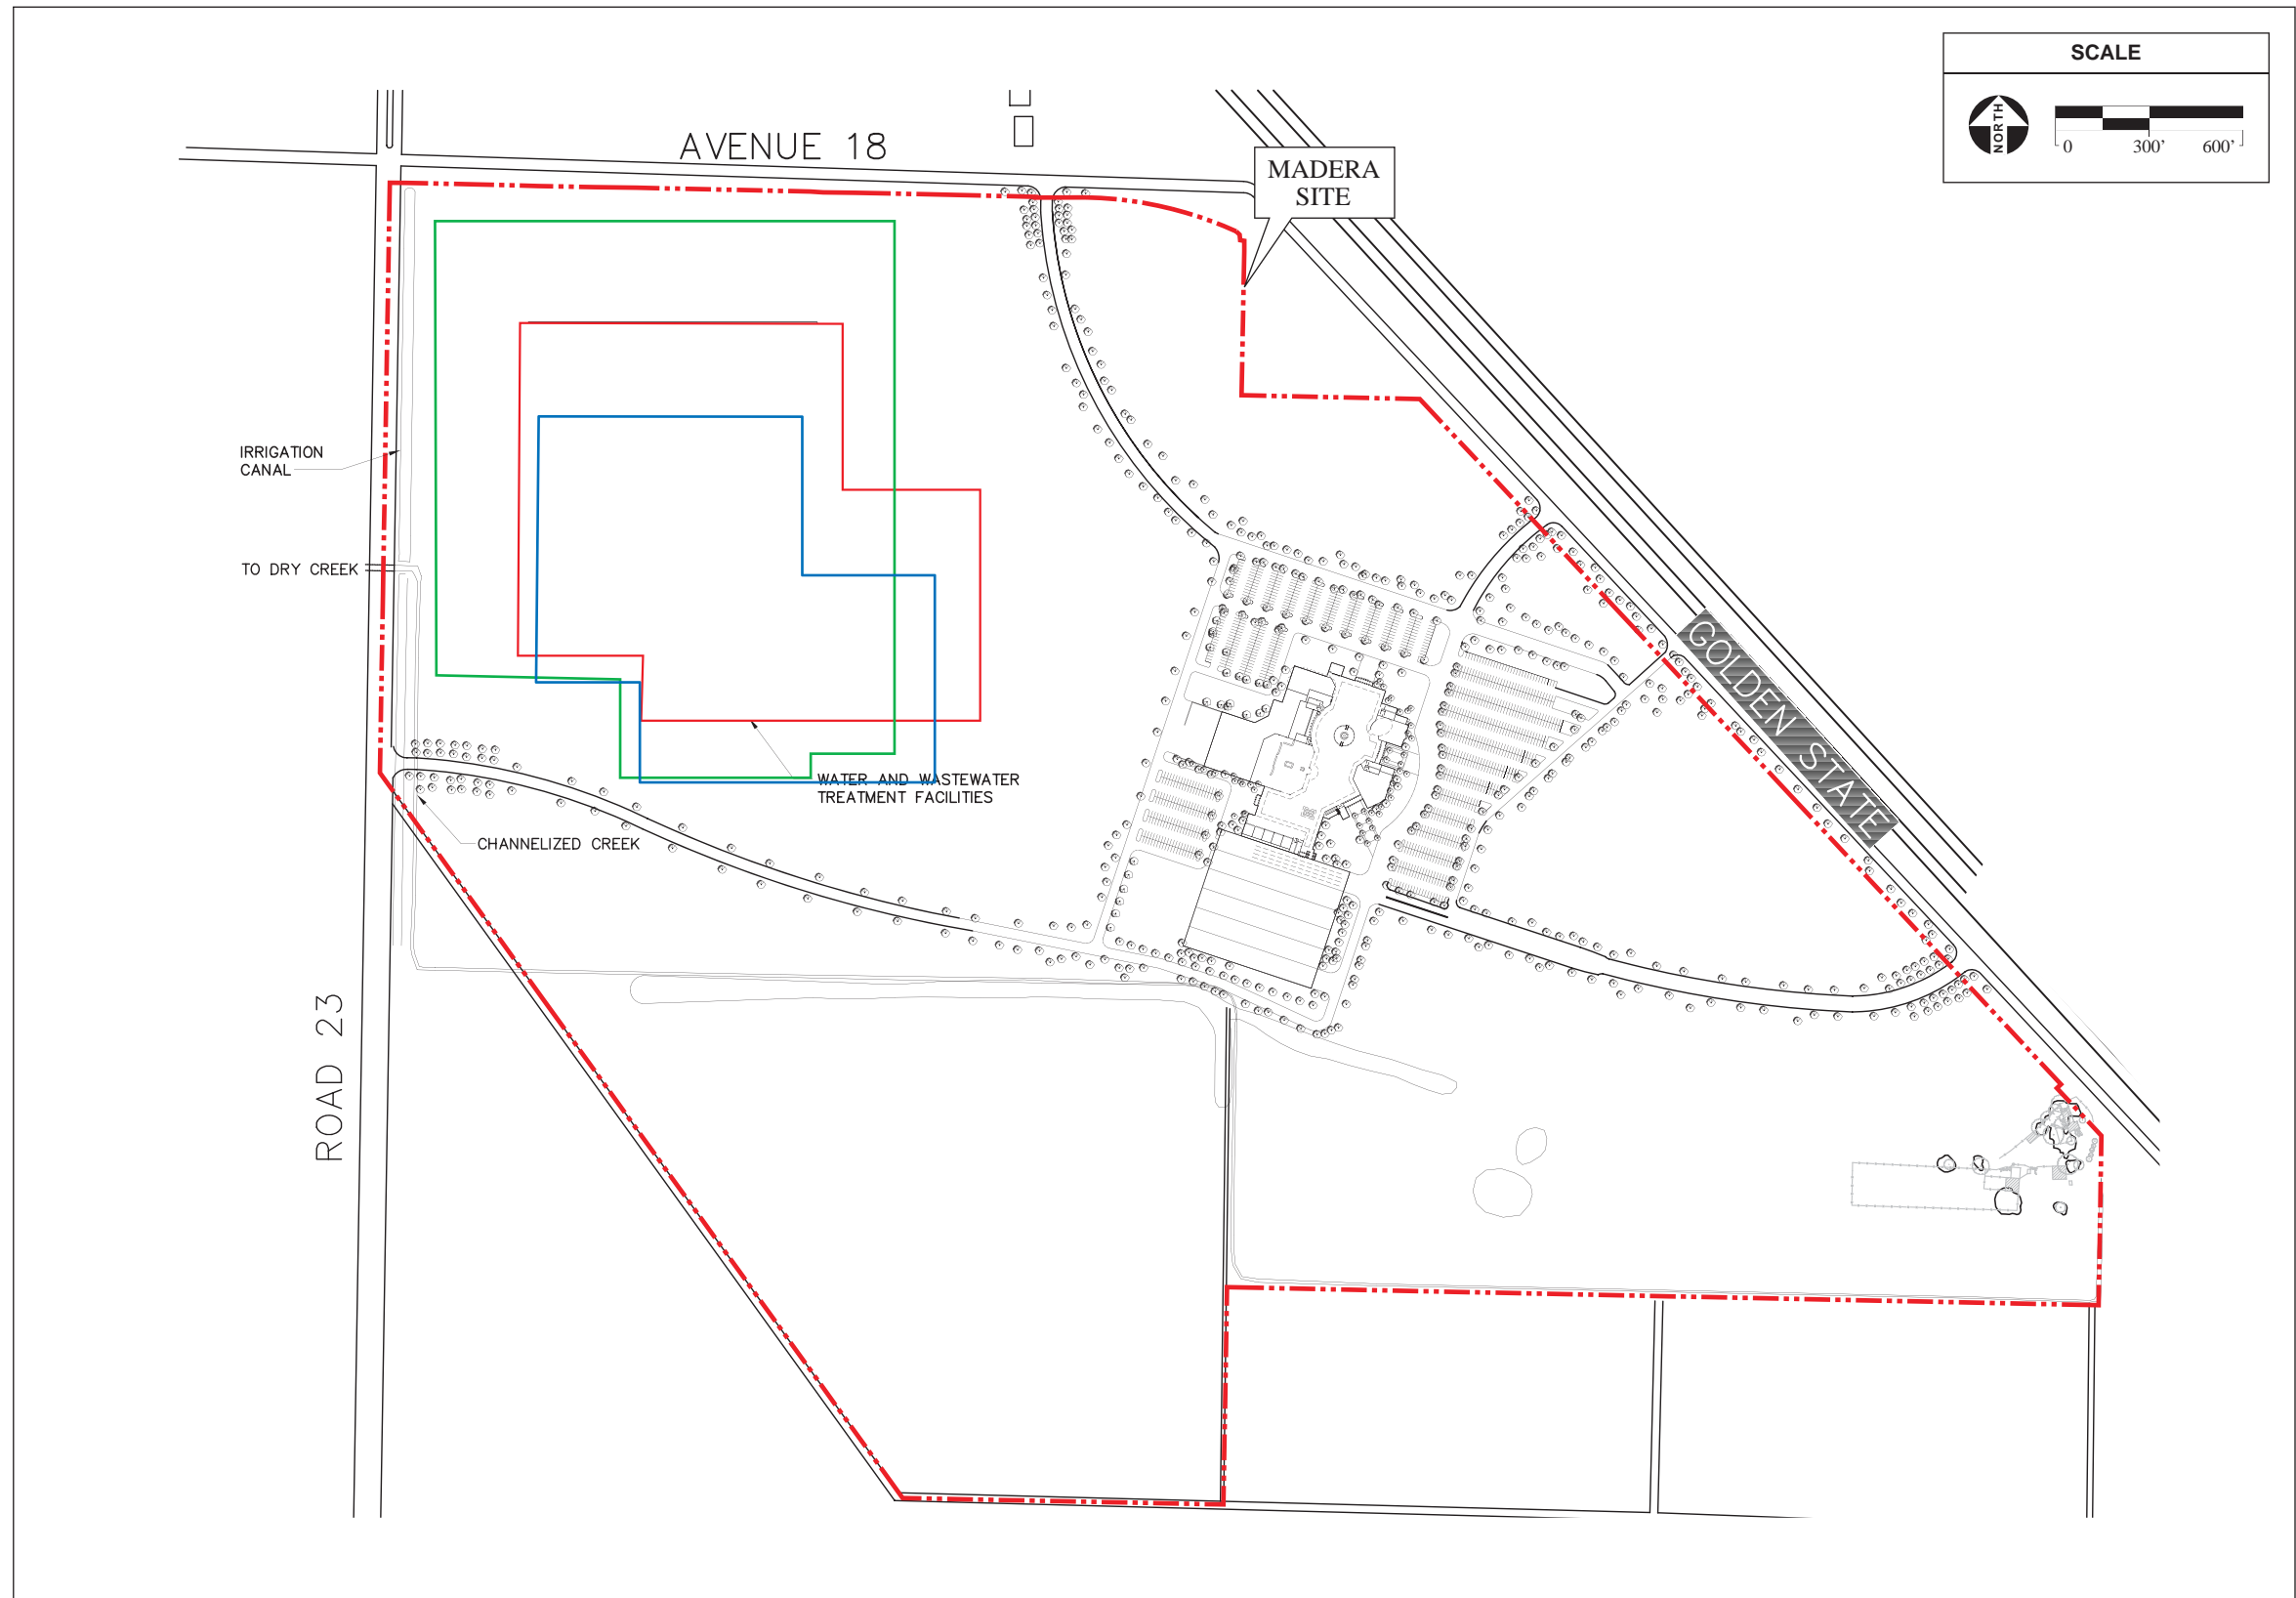 SCALE
NORTH
0 300' 600'
AVENUE 18
MADERA
SITE
IRRIGATION
CANAL
TO DRY CREEK
GOLDEN STATE
WATER AND WASTEWATER
TREATMENT FACILITIES
CHANNELIZED CREEK
ROAD 23